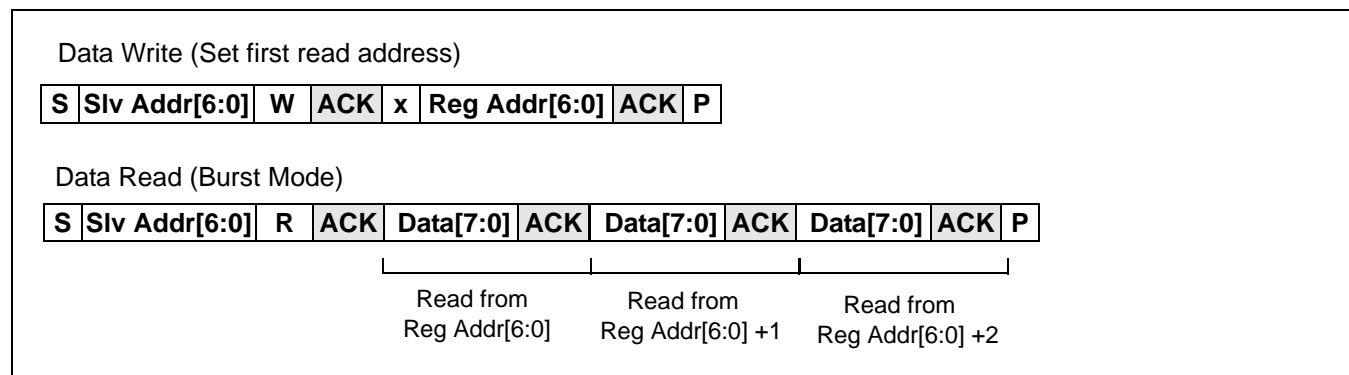 Data Write (Set first read address)
S Slv Addr[6:0] W ACK x Reg Addr[6:0] ACK P
Data Read (Burst Mode)
S Slv Addr[6:0] R ACK Data[7:0] ACK Data[7:0] ACK Data[7:0] ACK P
Read from Read from Read from
Reg Addr[6:0] Reg Addr[6:0] +1 Reg Addr[6:0] +2